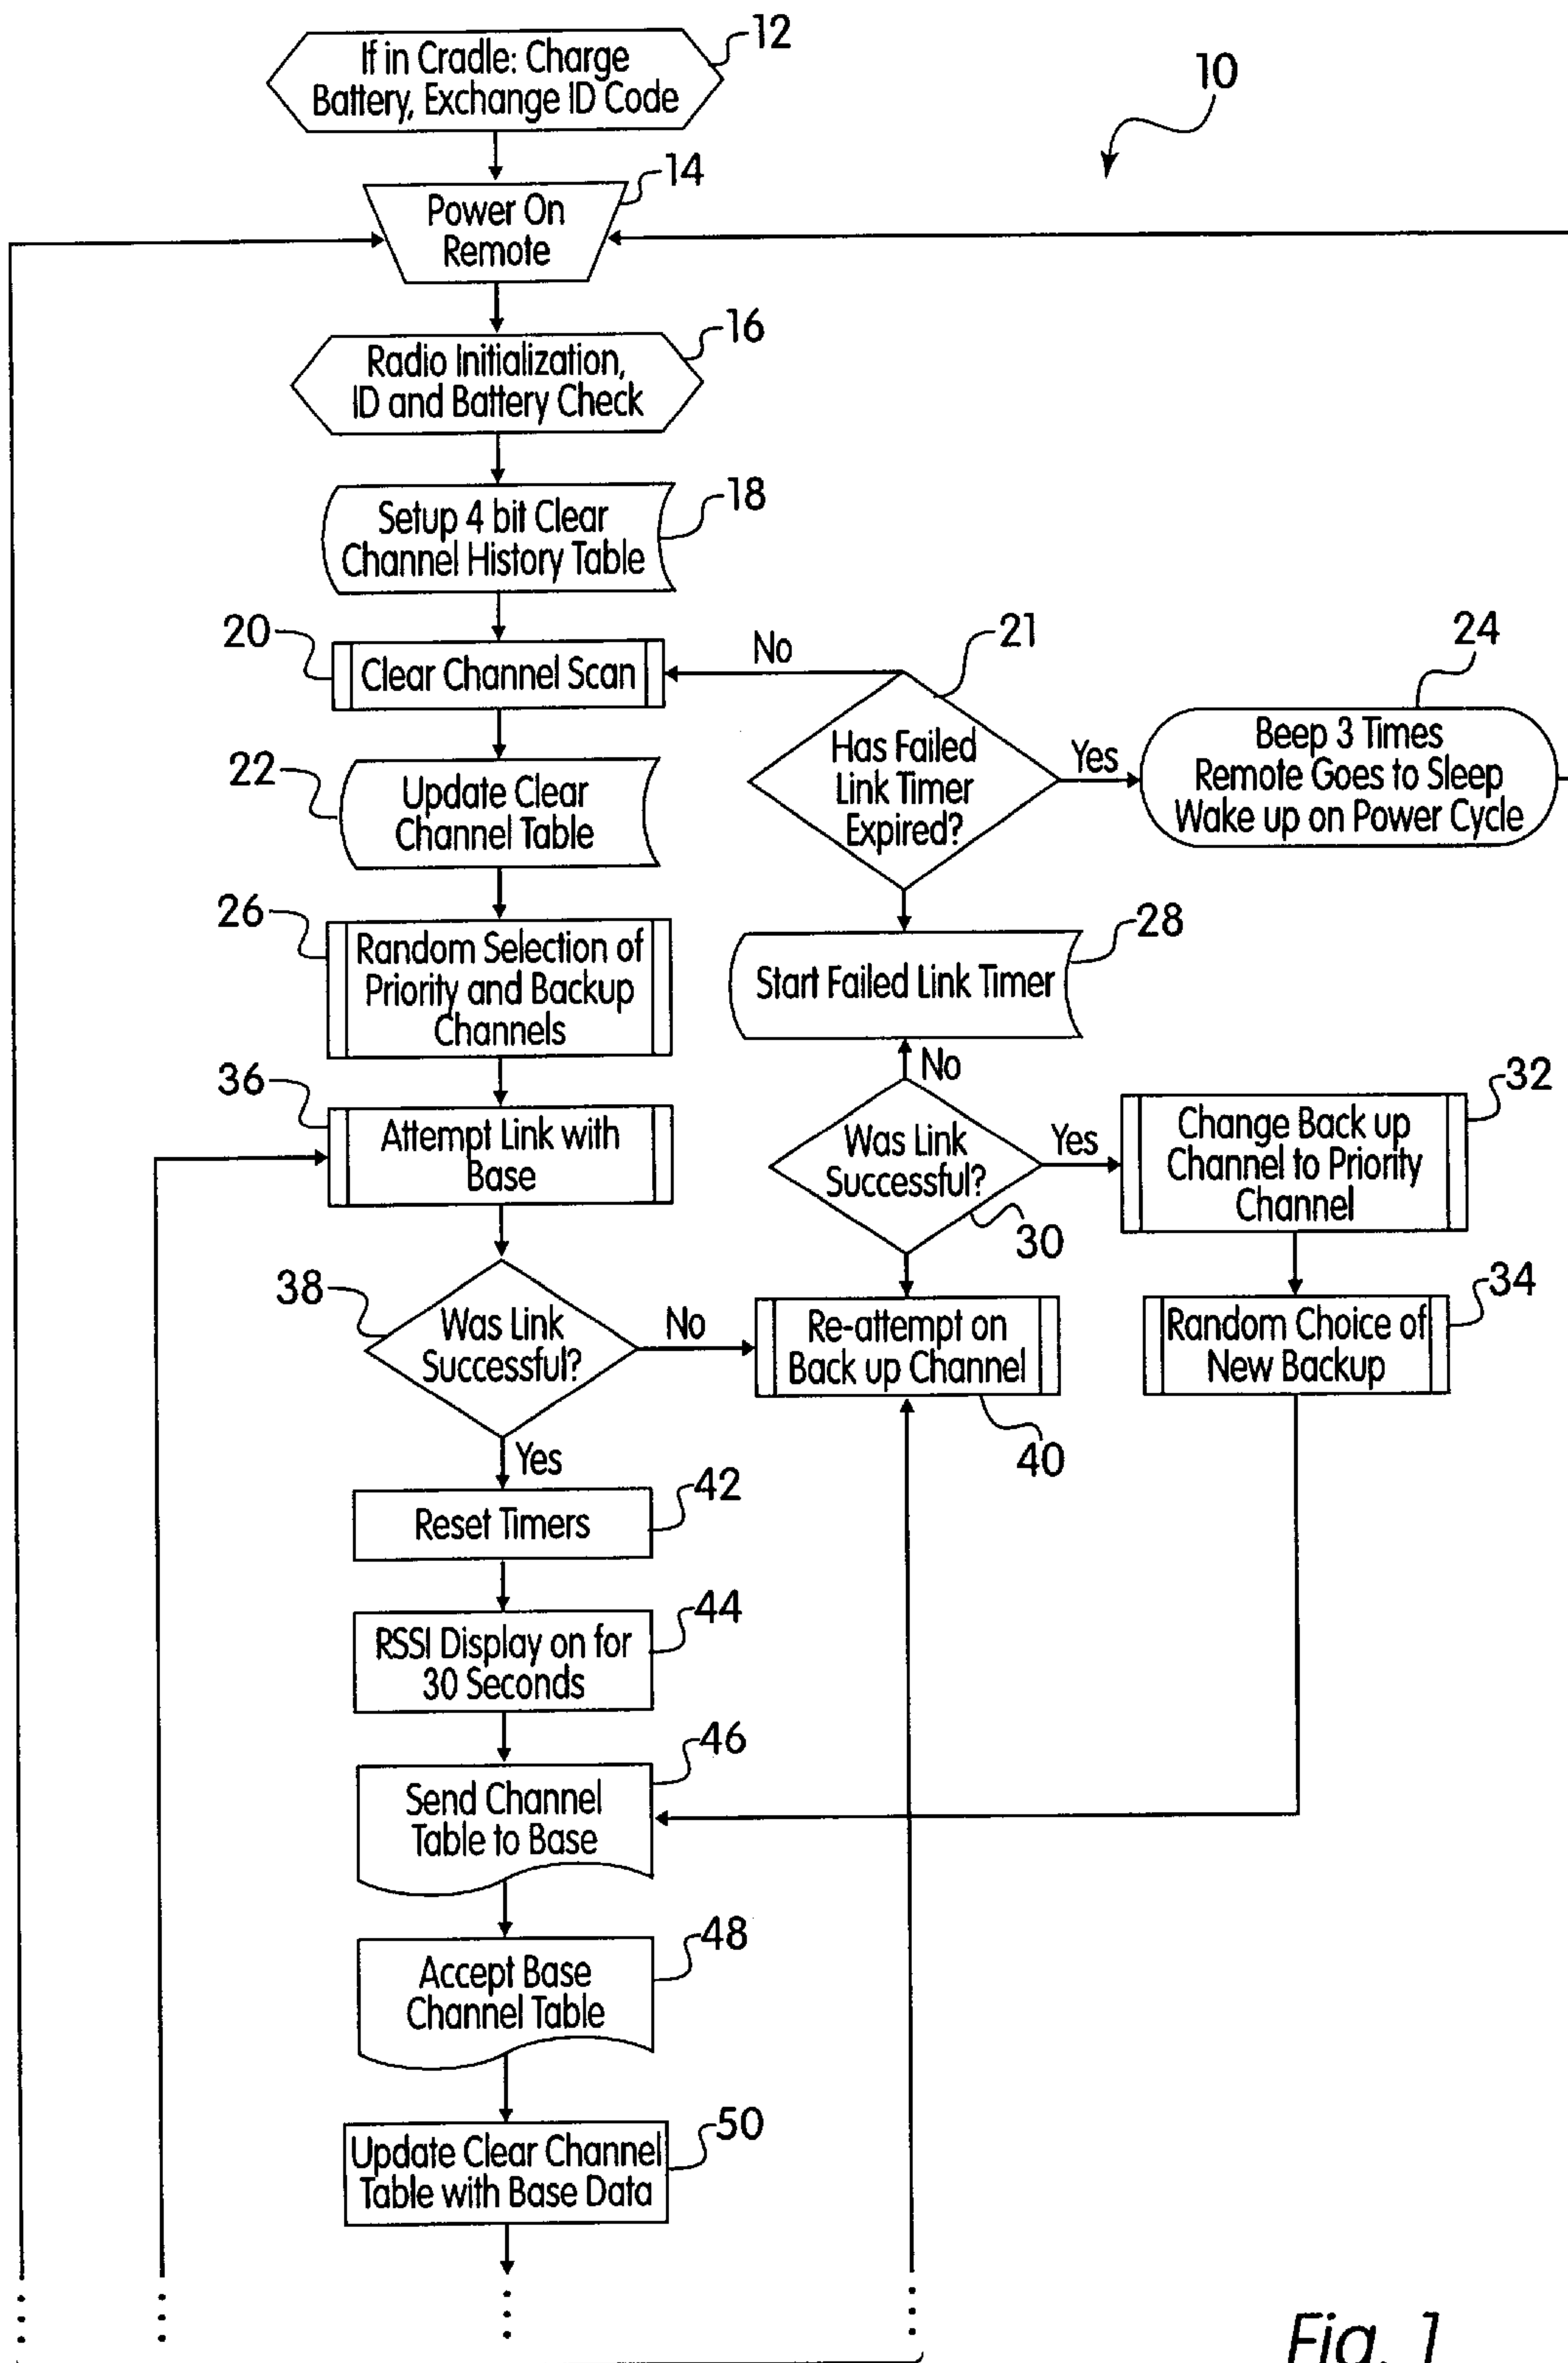 If in Cradle: Charge
Battery, Exchange ID Code
12
10
Power On
Remote
14
Radio Initialization,
ID and Battery Check
16
Setup 4 bit Clear
Channel History Table
18
20
Clear Channel Scan
No
21
Has Failed
Link Timer
Expired?
Yes
24
Beep 3 Times
Remote Goes to Sleep
Wake up on Power Cycle
22
Update Clear
Channel Table
26
Random Selection of
Priority and Backup
Channels
28
Start Failed Link Timer
No
36
Attempt Link with
Base
Was Link
Successful?
30
Yes
32
Change Back up
Channel to Priority
Channel
38
Was Link
Successful?
No
Re-attempt on
Back up Channel
40
34
Random Choice of
New Backup
Yes
Reset Timers
42
RSSI Display on for
30 Seconds
44
Send Channel
Table to Base
46
Accept Base
Channel Table
48
Update Clear Channel
Table with Base Data
50
Fig. 1